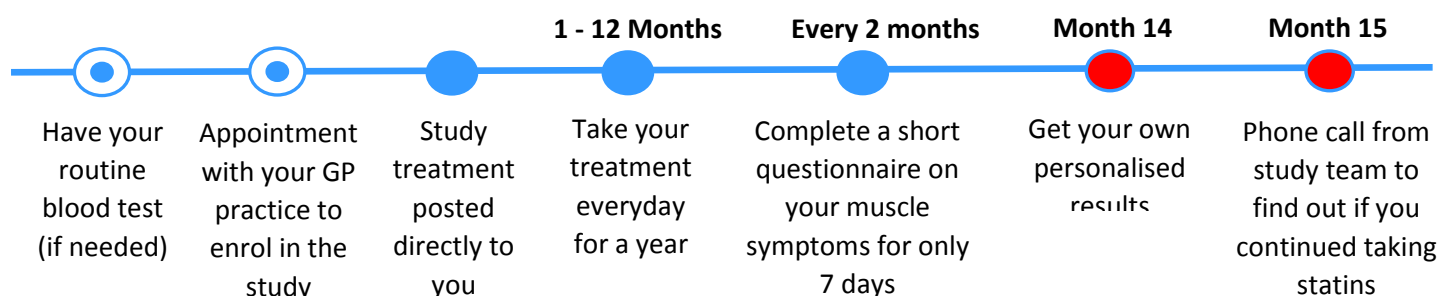 1 - 12 Months
Every 2 months
Month 14
Month 15
Have your
routine
blood test
(if needed)
Appointment
with your GP
practice to
enrol in the
study
Study
treatment
posted
directly to
you
Take your
treatment
everyday
for a year
Complete a short
questionnaire on
your muscle
symptoms for only
7 days
Get your own
personalised
results
Phone call from
study team to
find out if you
continued taking
statins